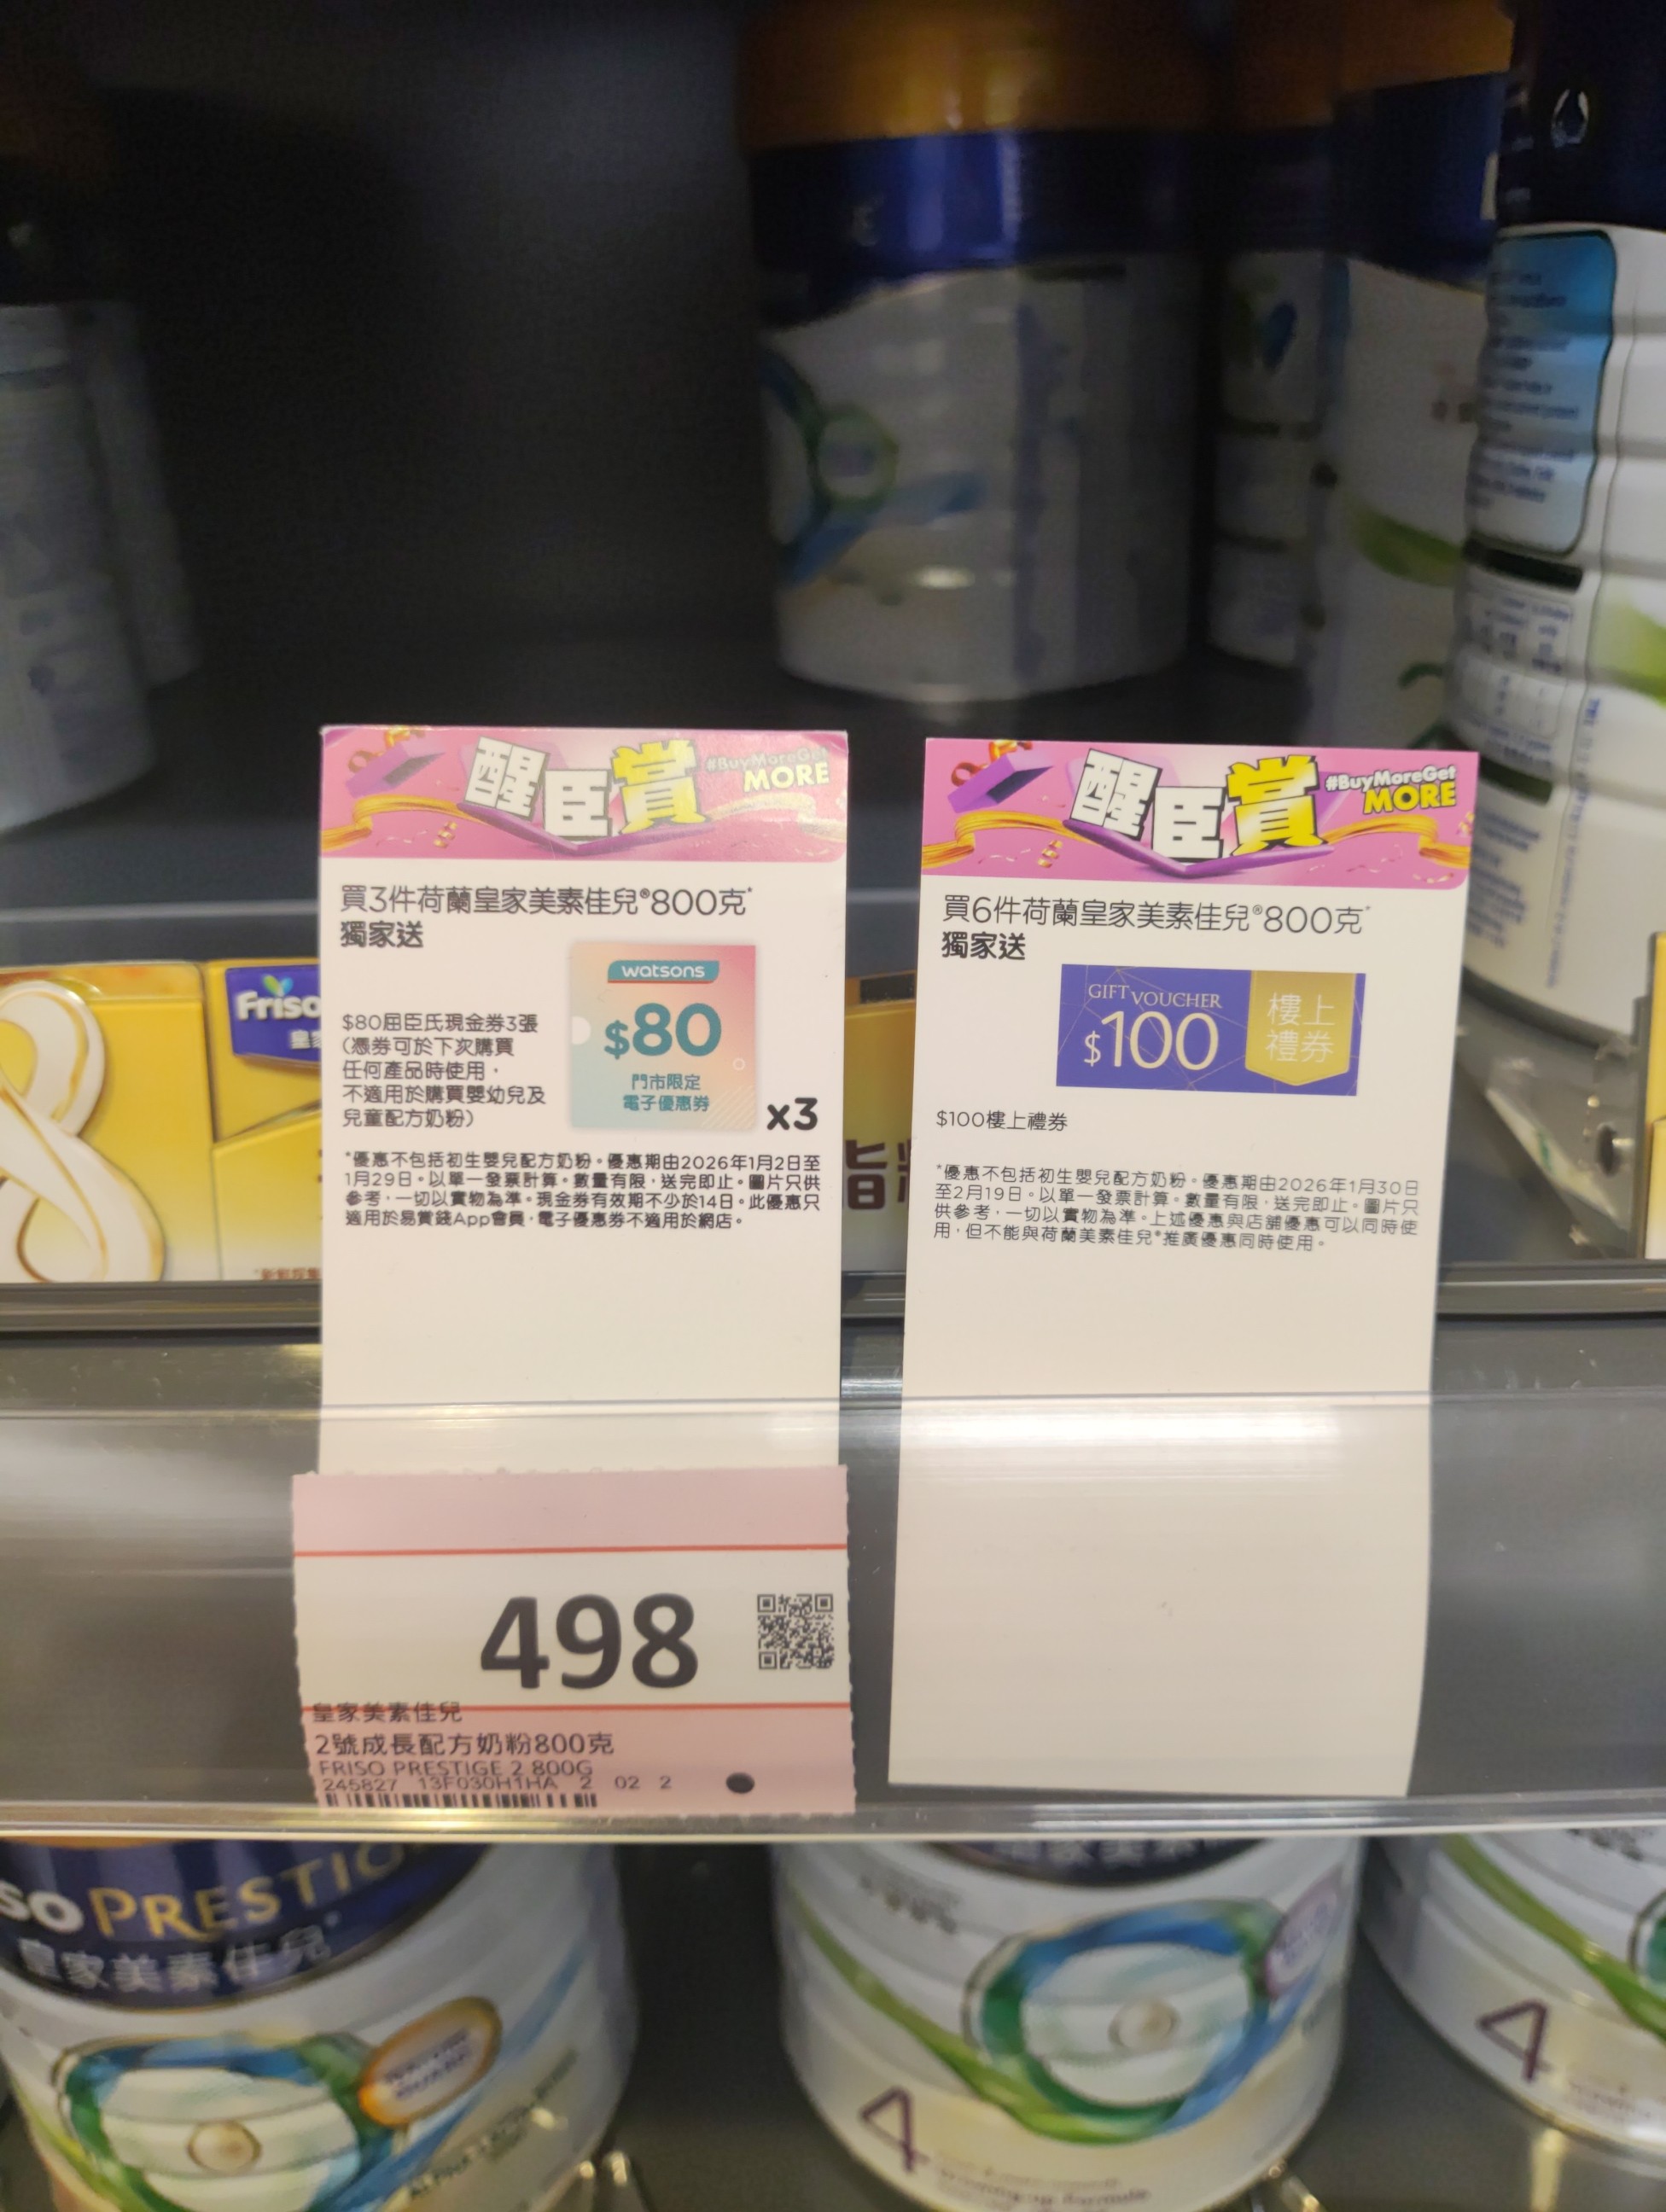 醒臣賞
#BuyMoreGet
MORE
買3件荷蘭皇家美素佳兒®800克*
獨家送
$80屈臣氏現金券3張
(憑券可於下次購買
任何產品時使用，
不適用於購買嬰幼兒及
兒童配方奶粉)
watsons
$80
門市限定
電子優惠券
x3
*優惠不包括初生嬰兒配方奶粉。優惠期由2026年1月2日至
1月29日。以單一發票計算。數量有限，送完即止。圖片只供
參考，一切以實物為準。現金券有效期不少於14日。此優惠只
適用於易賞錢App會員，電子優惠券不適用於網店。
醒臣賞
#BuyMoreGet
MORE
買6件荷蘭皇家美素佳兒®800克*
獨家送
GIFT VOUCHER
$100
樓上
禮券
$100樓上禮券
*優惠不包括初生嬰兒配方奶粉。優惠期由2026年1月30日
至2月19日。以單一發票計算。數量有限，送完即止。圖片只
供參考，一切以實物為準。上述優惠與店舖優惠可以同時使
用，但不能與荷蘭美素佳兒®推廣優惠同時使用。
Friso
皇家
498
皇家美素佳兒
2號成長配方奶粉800克
FRISO PRESTIGE 2 800G
245827 13F030H1HA 2 02 2
SO PRESTIG
皇家美素佳兒
4
4